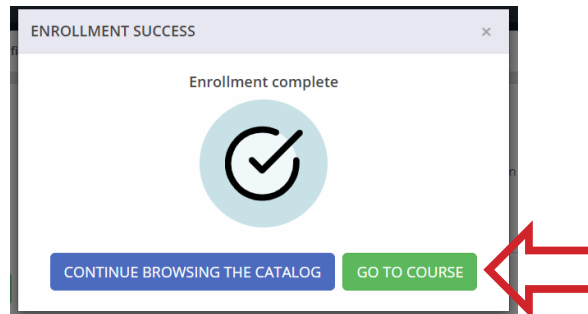 ENROLLMENT SUCCESS ×
Enrollment complete
CONTINUE BROWSING THE CATALOG GO TO COURSE